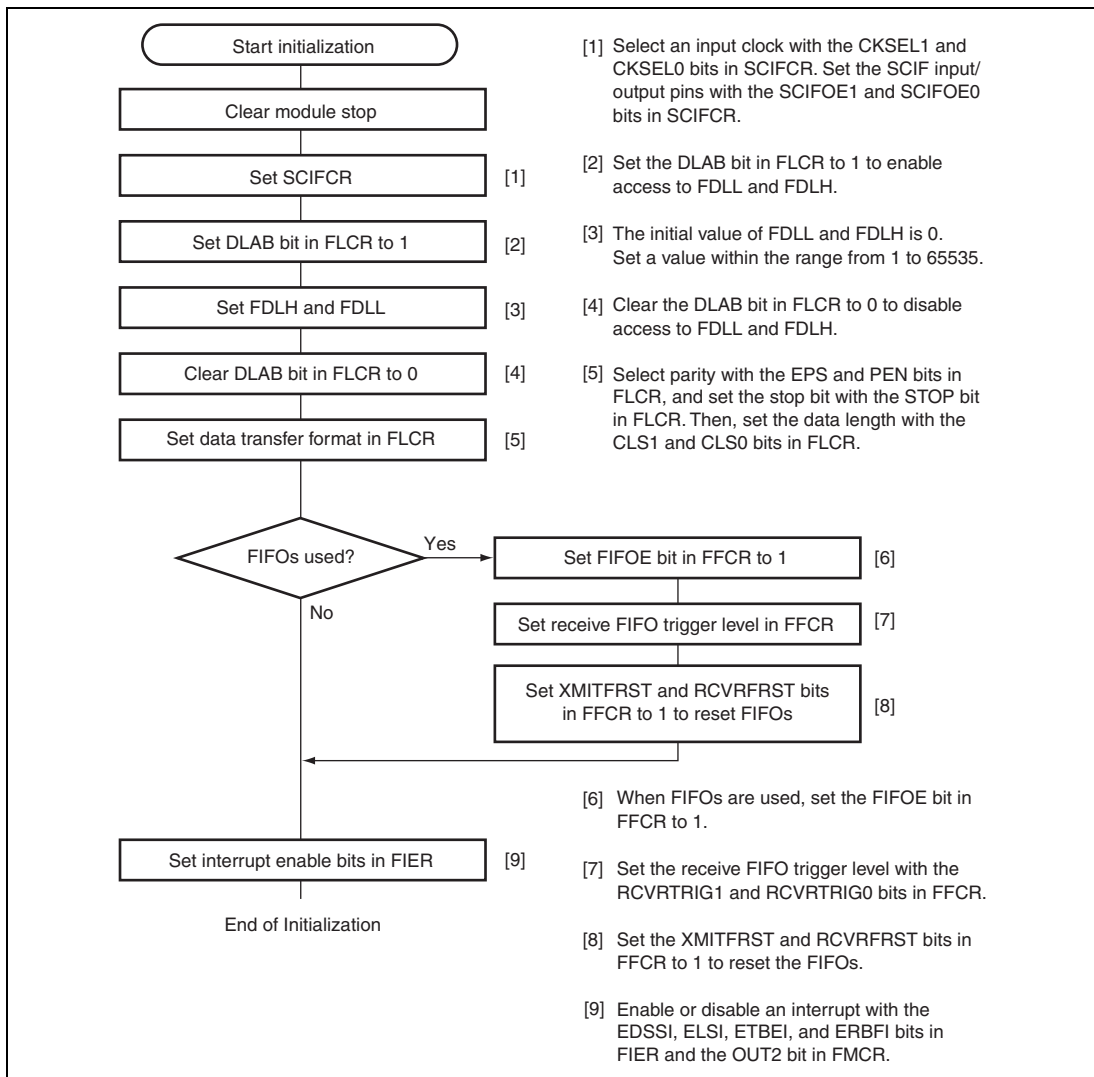 Start initialization
Clear module stop
Set SCIFCR
[1]
Set DLAB bit in FLCR to 1
[2]
Set FDLH and FDLL
[3]
Clear DLAB bit in FLCR to 0
[4]
Set data transfer format in FLCR
[5]
FIFOs used?
Yes
No
Set FIFOE bit in FFCR to 1
[6]
Set receive FIFO trigger level in FFCR
[7]
Set XMITFRST and RCVRFRST bits
in FFCR to 1 to reset FIFOs
[8]
Set interrupt enable bits in FIER
[9]
End of Initialization
[1] Select an input clock with the CKSEL1 and
CKSEL0 bits in SCIFCR. Set the SCIF input/
output pins with the SCIFOE1 and SCIFOE0
bits in SCIFCR.
[2] Set the DLAB bit in FLCR to 1 to enable
access to FDLL and FDLH.
[3] The initial value of FDLL and FDLH is 0.
Set a value within the range from 1 to 65535.
[4] Clear the DLAB bit in FLCR to 0 to disable
access to FDLL and FDLH.
[5] Select parity with the EPS and PEN bits in
FLCR, and set the stop bit with the STOP bit
in FLCR. Then, set the data length with the
CLS1 and CLS0 bits in FLCR.
[6] When FIFOs are used, set the FIFOE bit in
FFCR to 1.
[7] Set the receive FIFO trigger level with the
RCVRTRIG1 and RCVRTRIG0 bits in FFCR.
[8] Set the XMITFRST and RCVRFRST bits in
FFCR to 1 to reset the FIFOs.
[9] Enable or disable an interrupt with the
EDSSI, ELSI, ETBEI, and ERBFI bits in
FIER and the OUT2 bit in FMCR.